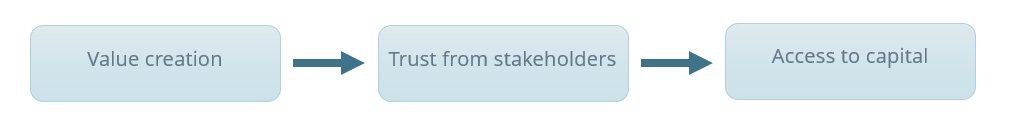 Value creation
Trust from stakeholders
Access to capital